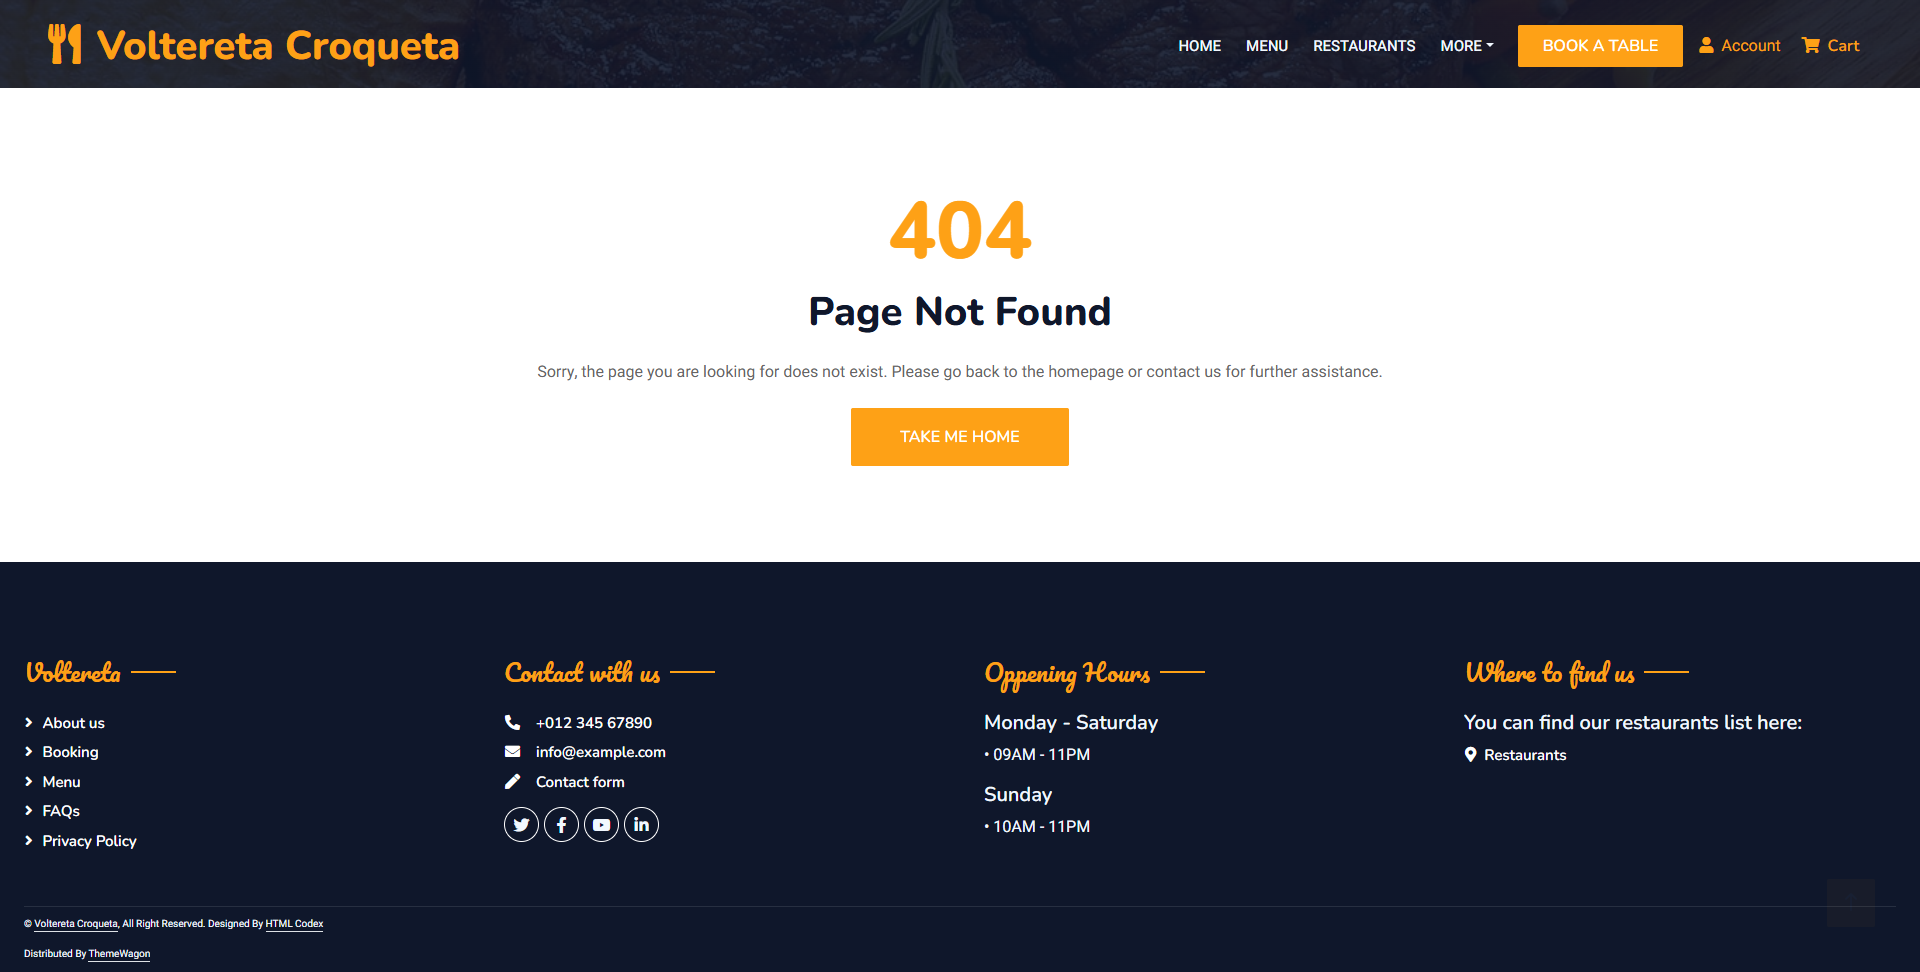 Voltereta Croqueta
HOME MENU RESTAURANTS MORE BOOK A TABLE Account Cart
404
Page Not Found
Sorry, the page you are looking for does not exist. Please go back to the homepage or contact us for further assistance.
TAKE ME HOME
Voltereta
About us
Booking
Menu
FAQs
Privacy Policy
Contact with us
+012 345 67890
info@example.com
Contact form
Oppening Hours
Monday - Saturday
• 09AM - 11PM
Sunday
• 10AM - 11PM
Where to find us
You can find our restaurants list here:
Restaurants
© Voltereta Croqueta, All Right Reserved. Designed By HTML Codex
Distributed By ThemeWagon